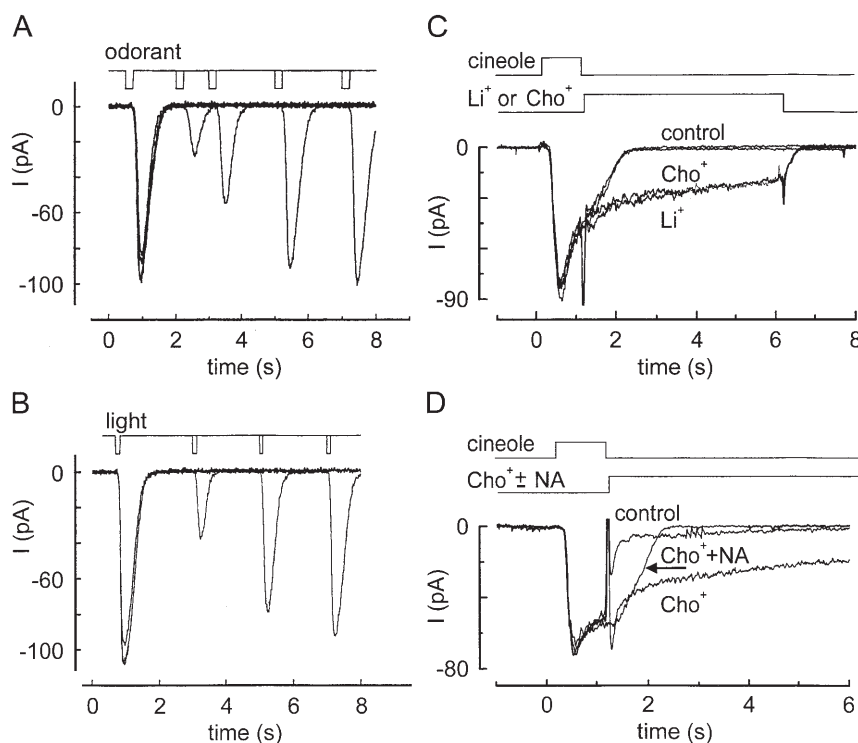 A
odorant
0
-60
-100
I (pA)
0 2 4 6 8
time (s)
B
light
0
-60
-100
I (pA)
0 2 4 6 8
time (s)
C
cineole
Li⁺ or Cho⁺
control
Cho⁺
Li⁺
0
-90
I (pA)
0 2 4 6 8
time (s)
D
cineole
Cho⁺ ± NA
control
Cho⁺+NA
Cho⁺
0
-80
I (pA)
0 2 4 6
time (s)